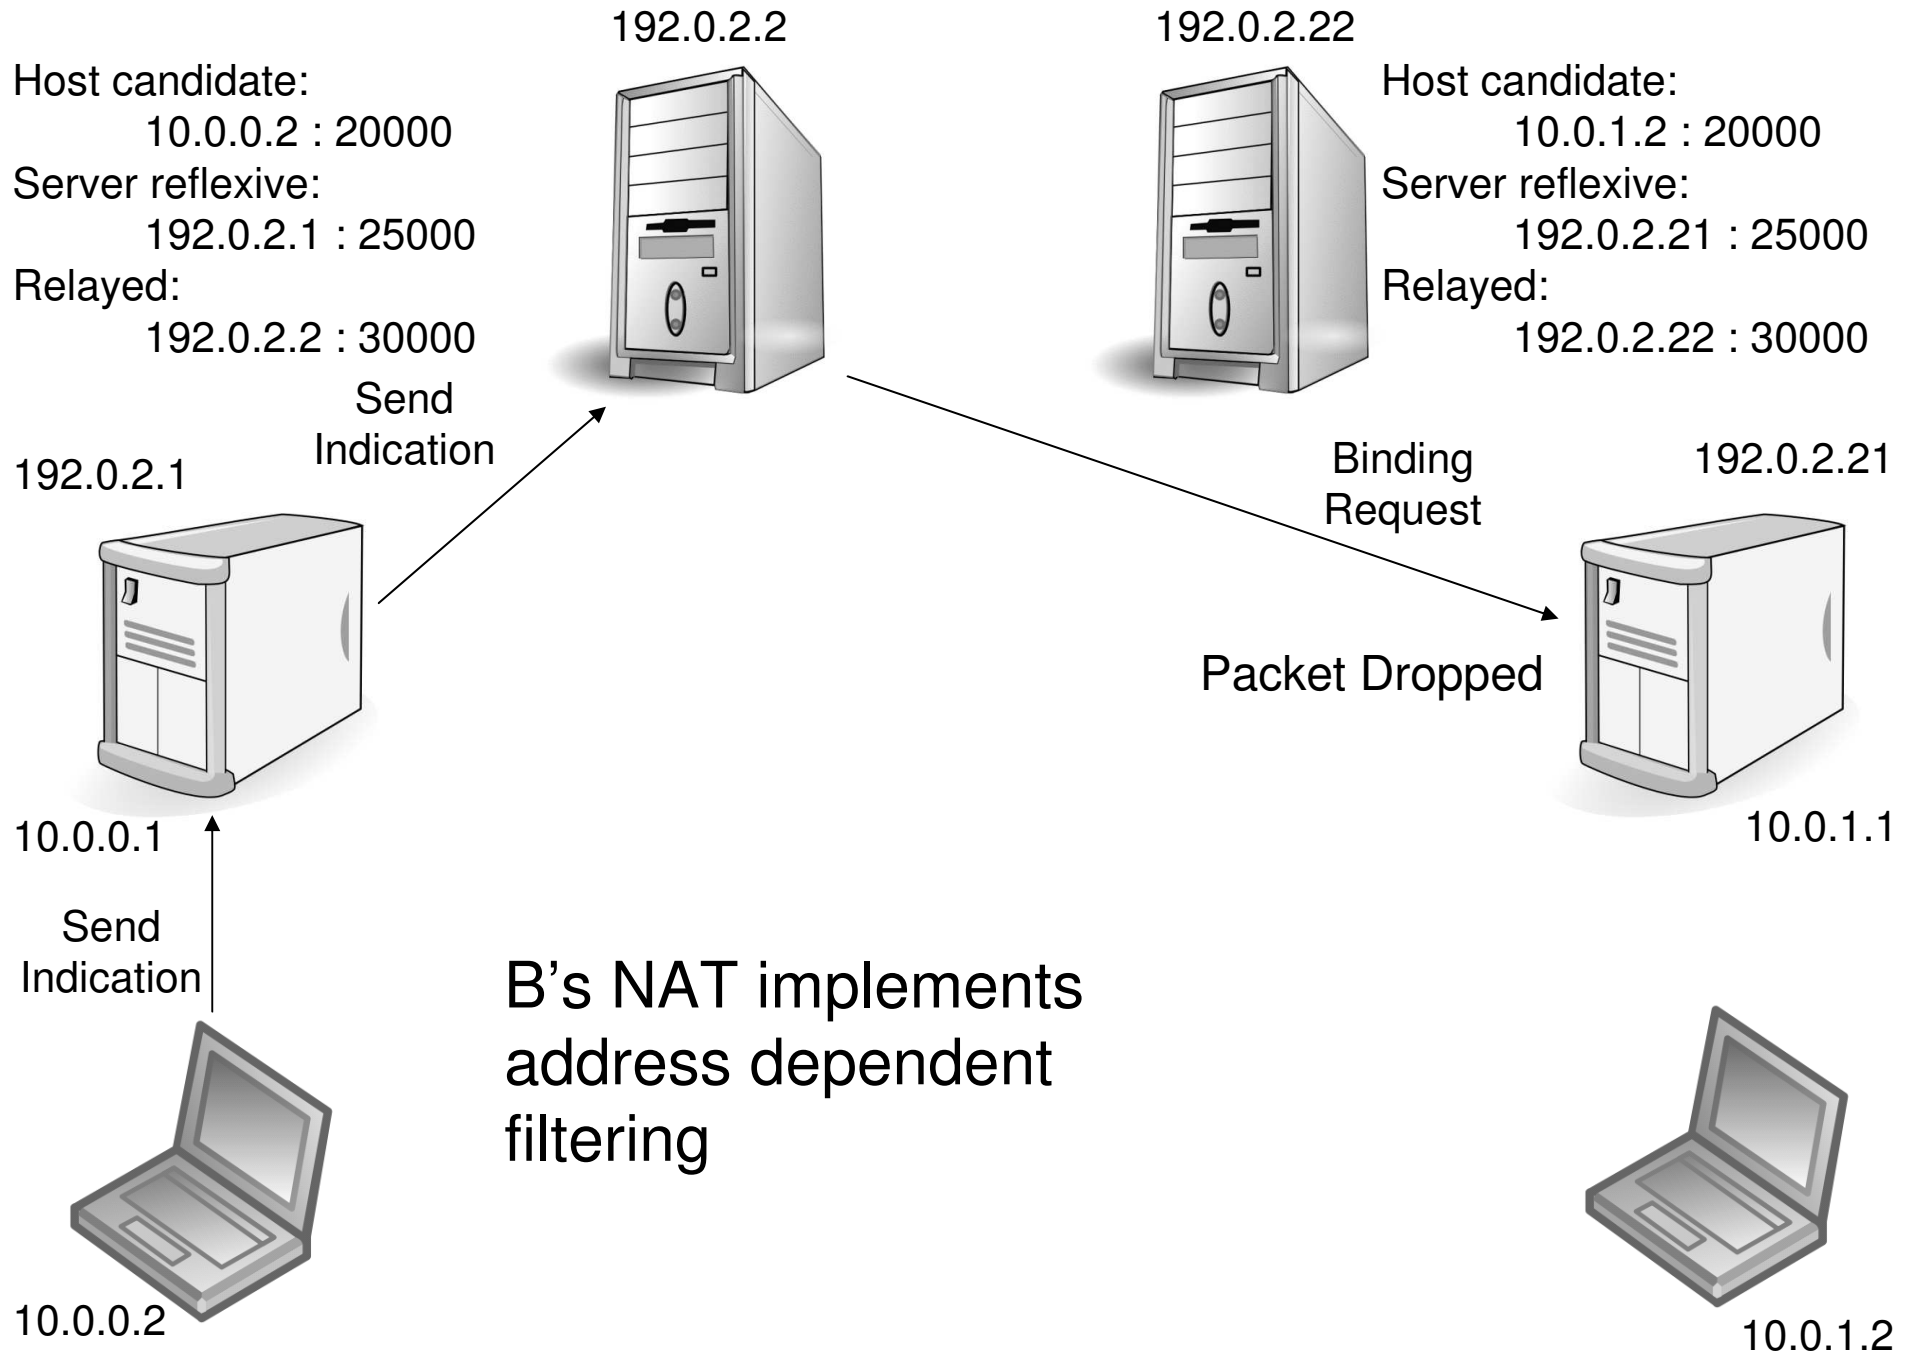 192.0.2.2
192.0.2.22
Host candidate:
10.0.0.2 : 20000
Server reflexive:
192.0.2.1 : 25000
Relayed:
192.0.2.2 : 30000
Host candidate:
10.0.1.2 : 20000
Server reflexive:
192.0.2.21 : 25000
Relayed:
192.0.2.22 : 30000
Send
Indication
192.0.2.1
Binding
Request
192.0.2.21
Packet Dropped
10.0.0.1
10.0.1.1
Send
Indication
B’s NAT implements
address dependent
filtering
10.0.0.2
10.0.1.2